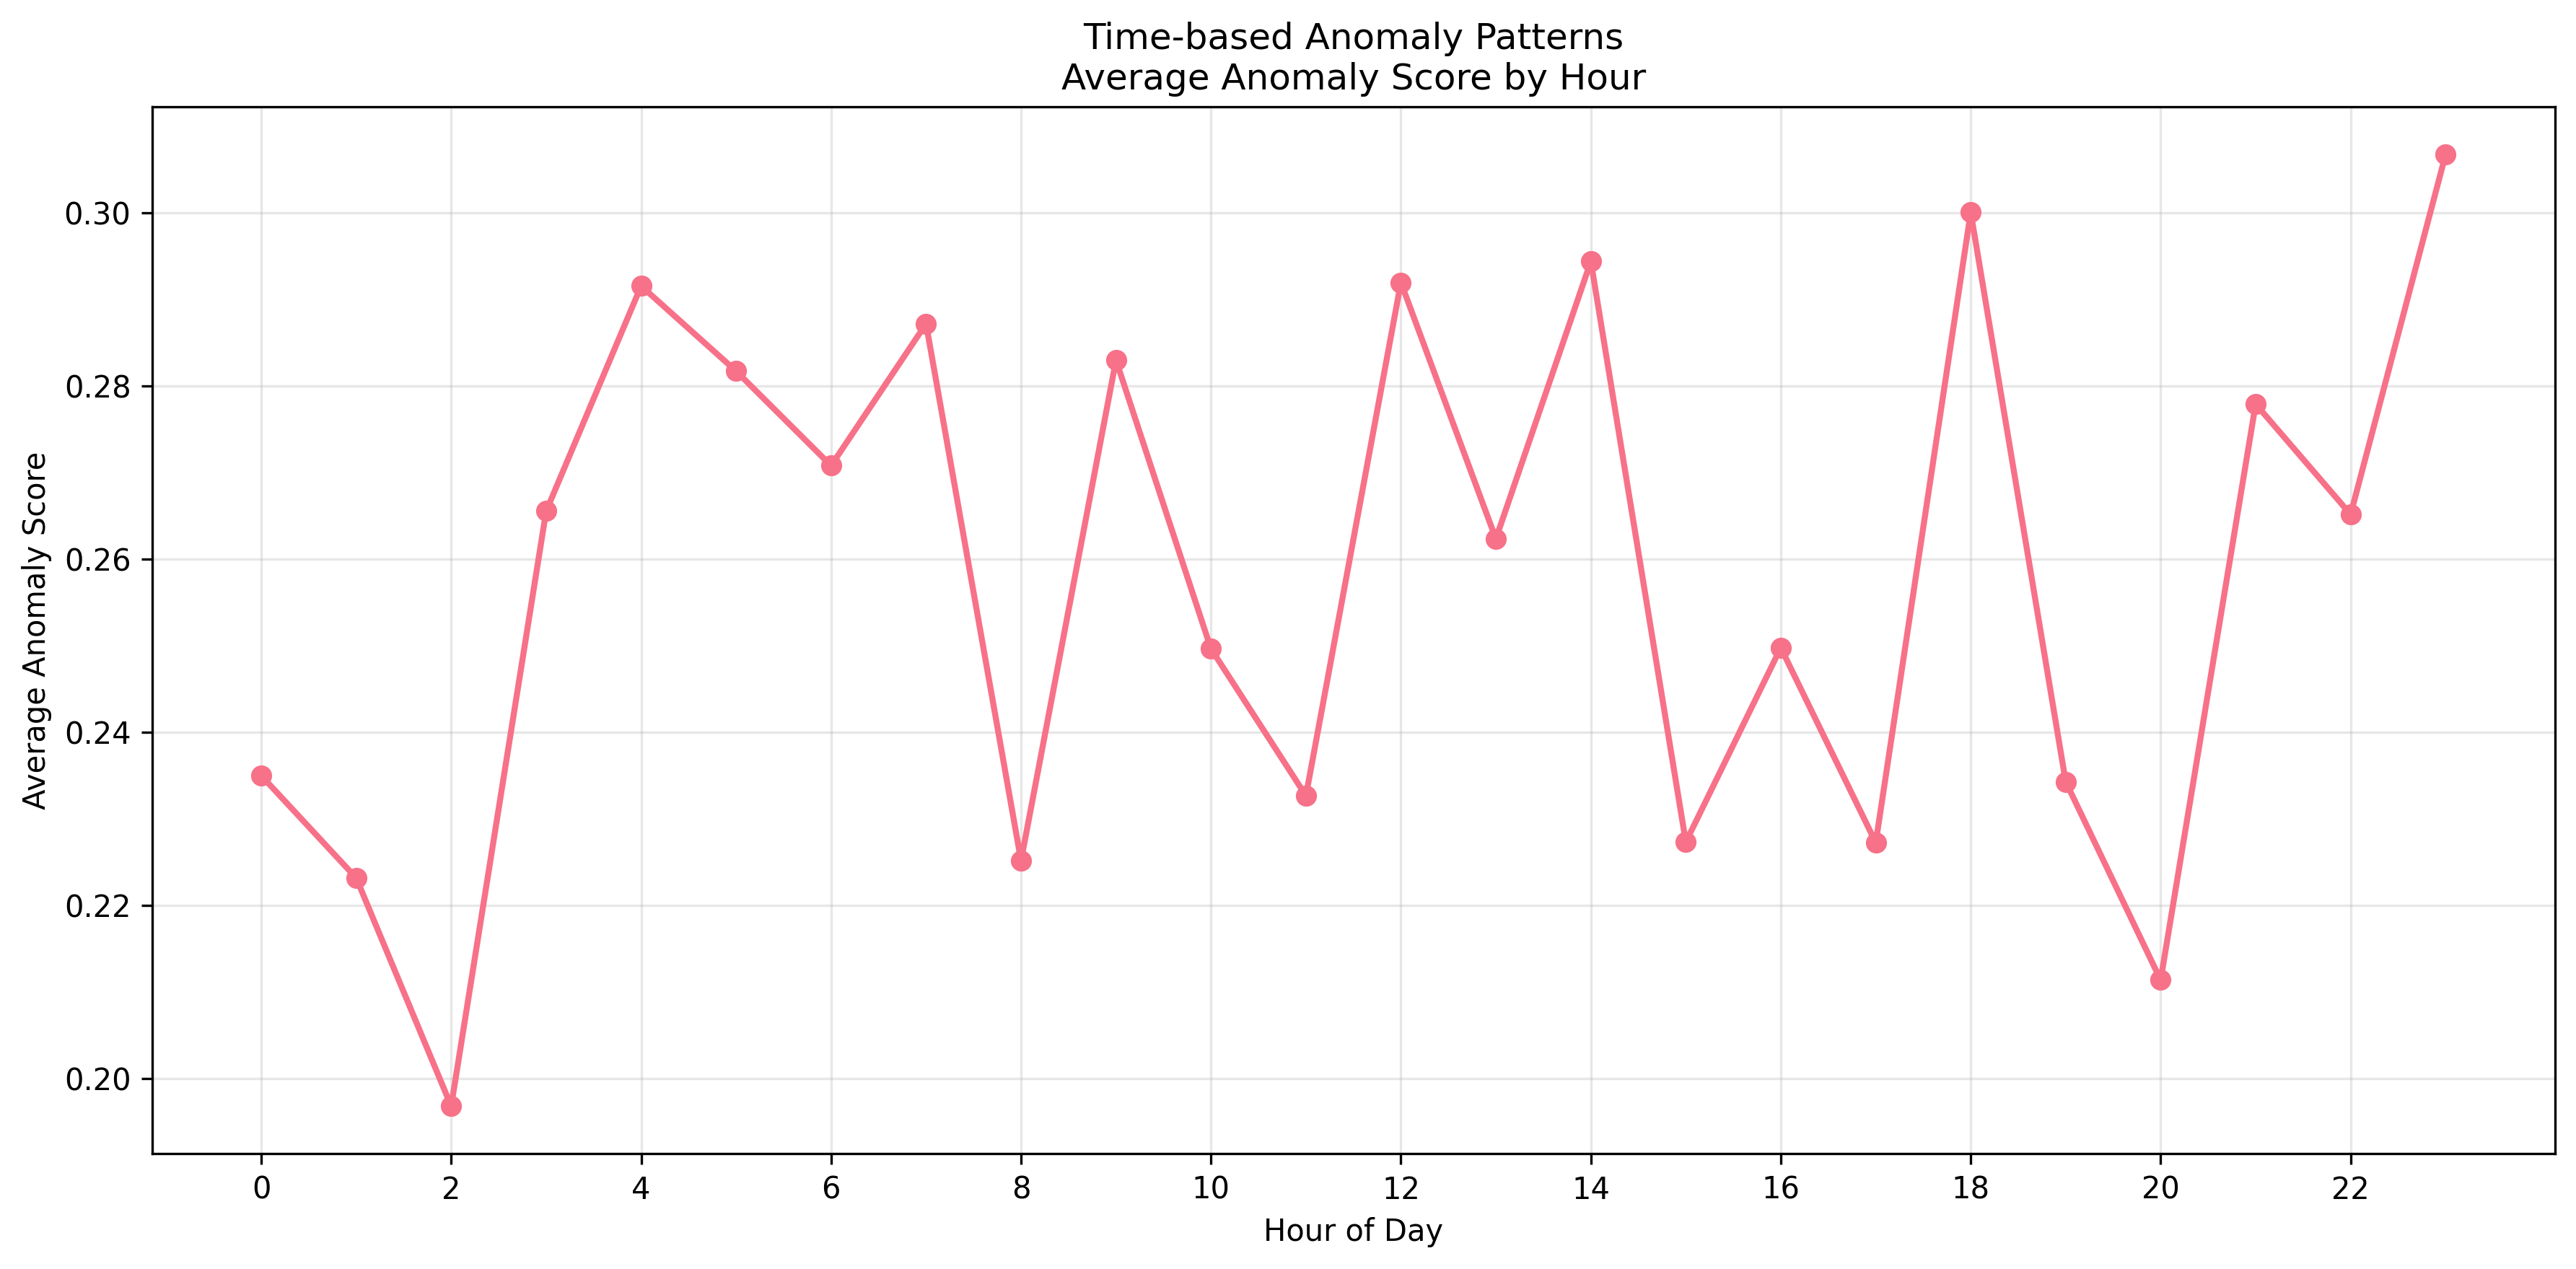 Time-based Anomaly Patterns
Average Anomaly Score by Hour
Average Anomaly Score
0.30
0.28
0.26
0.24
0.22
0.20
0 2 4 6 8 10 12 14 16 18 20 22
Hour of Day